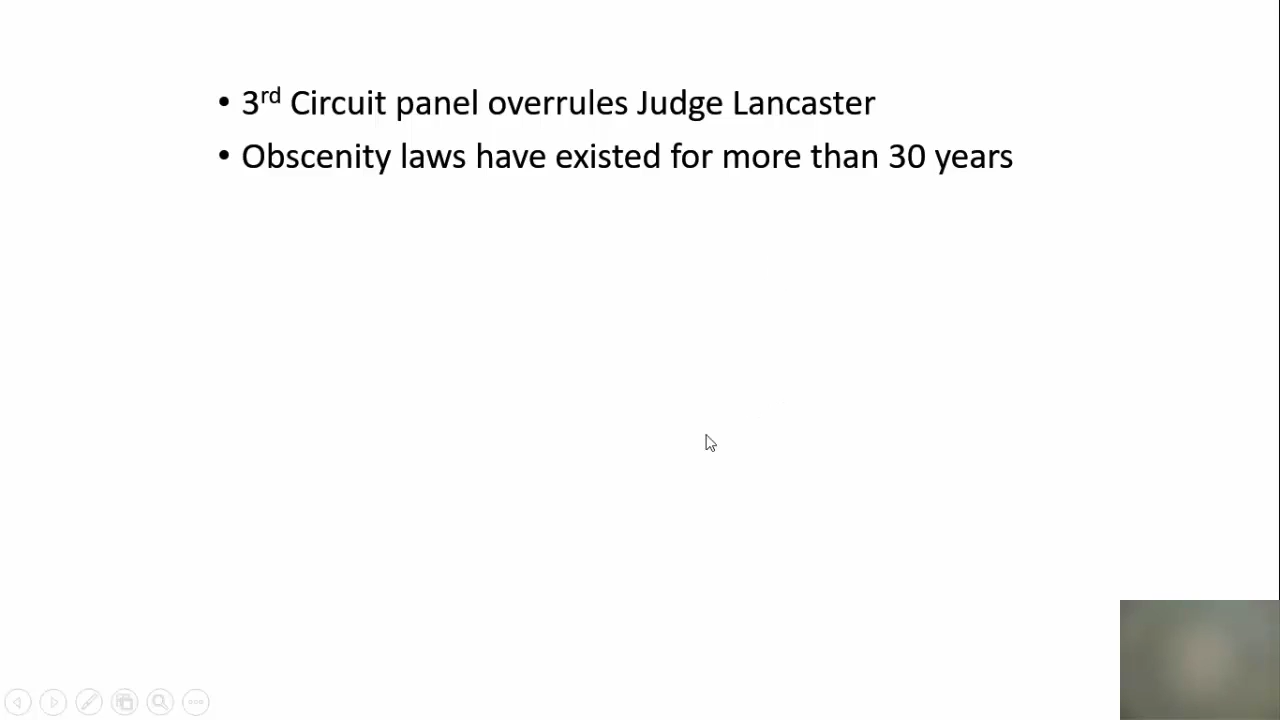 • 3rd Circuit panel overrules Judge Lancaster
• Obscenity laws have existed for more than 30 years